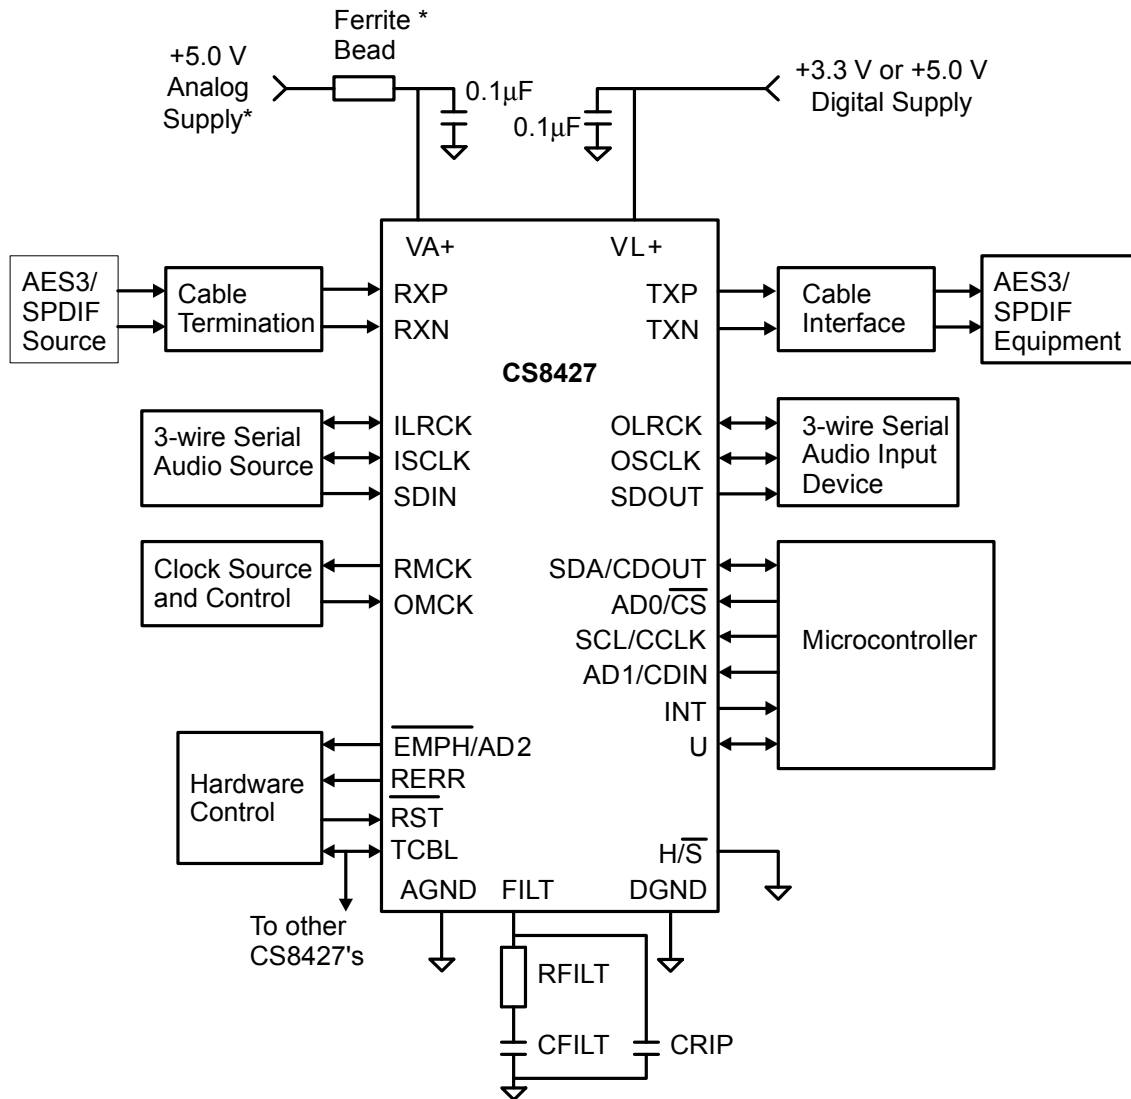 Ferrite *
Bead
+5.0 V
Analog
Supply*
0.1μF
0.1μF
+3.3 V or +5.0 V
Digital Supply
VA+
VL+
AES3/
SPDIF
Source
Cable
Termination
RXP
RXN
TXP
TXN
Cable
Interface
AES3/
SPDIF
Equipment
CS8427
3-wire Serial
Audio Source
ILRCK
ISCLK
SDIN
OLRCK
OSCLK
SDOUT
3-wire Serial
Audio Input
Device
Clock Source
and Control
RMCK
OMCK
SDA/CDOUT
AD0/C̅S̅
SCL/CCLK
AD1/CDIN
INT
U
Microcontroller
Hardware
Control
E̅M̅P̅H̅/AD2
RERR
R̅S̅T̅
TCBL
H/S̅
AGND
FILT
DGND
To other
CS8427's
RFILT
CFILT
CRIP